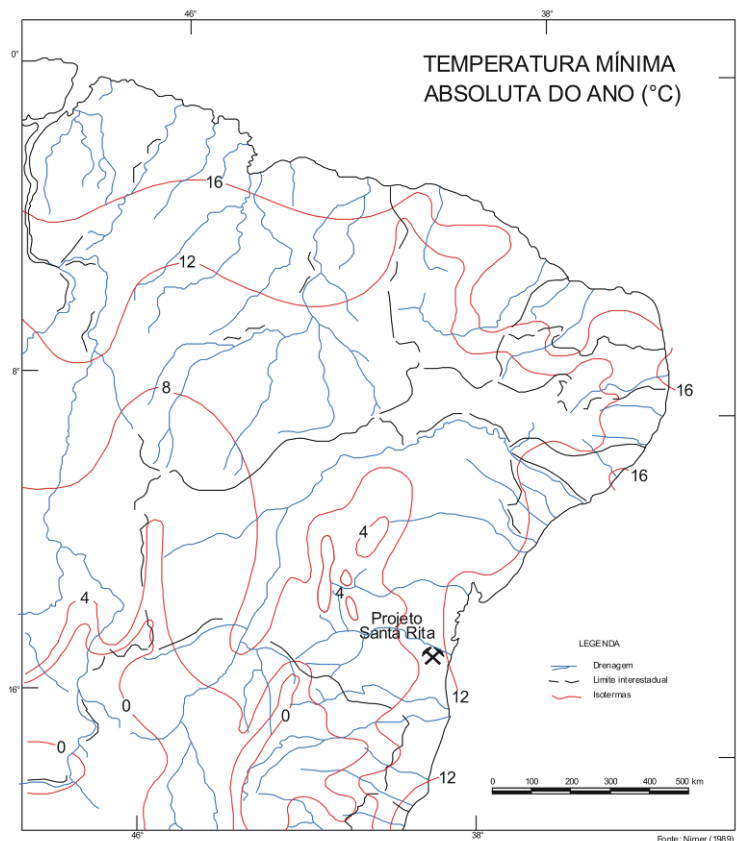 46°
38°
0°
TEMPERATURA MÍNIMA
ABSOLUTA DO ANO (°C)
16
12
8°
8
16
16
4
4
4
Projeto
Santa Rita
LEGENDA
Drenagem
Limite interestadual
Isotermas
16°
12
0
0
0
12
0 100 200 300 400 500 km
46°
38°
Fonte: Nimer (1989)